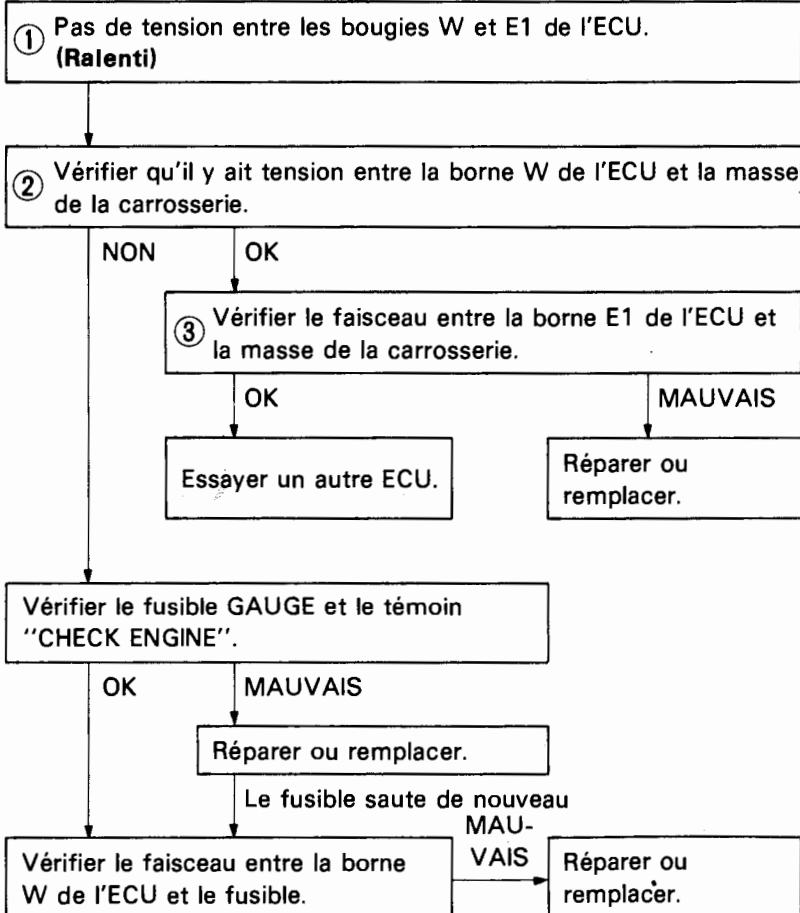 ① Pas de tension entre les bougies W et E1 de l'ECU.
(Ralenti)
② Vérifier qu'il y ait tension entre la borne W de l'ECU et la masse
de la carrosserie.
NON
OK
③ Vérifier le faisceau entre la borne E1 de l'ECU et
la masse de la carrosserie.
OK
MAUVAIS
Essayer un autre ECU.
Réparer ou
remplacer.
Vérifier le fusible GAUGE et le témoin
''CHECK ENGINE''.
OK
MAUVAIS
Réparer ou remplacer.
Le fusible saute de nouveau
MAU-
VAIS
Vérifier le faisceau entre la borne
W de l'ECU et le fusible.
Réparer ou
remplacer.